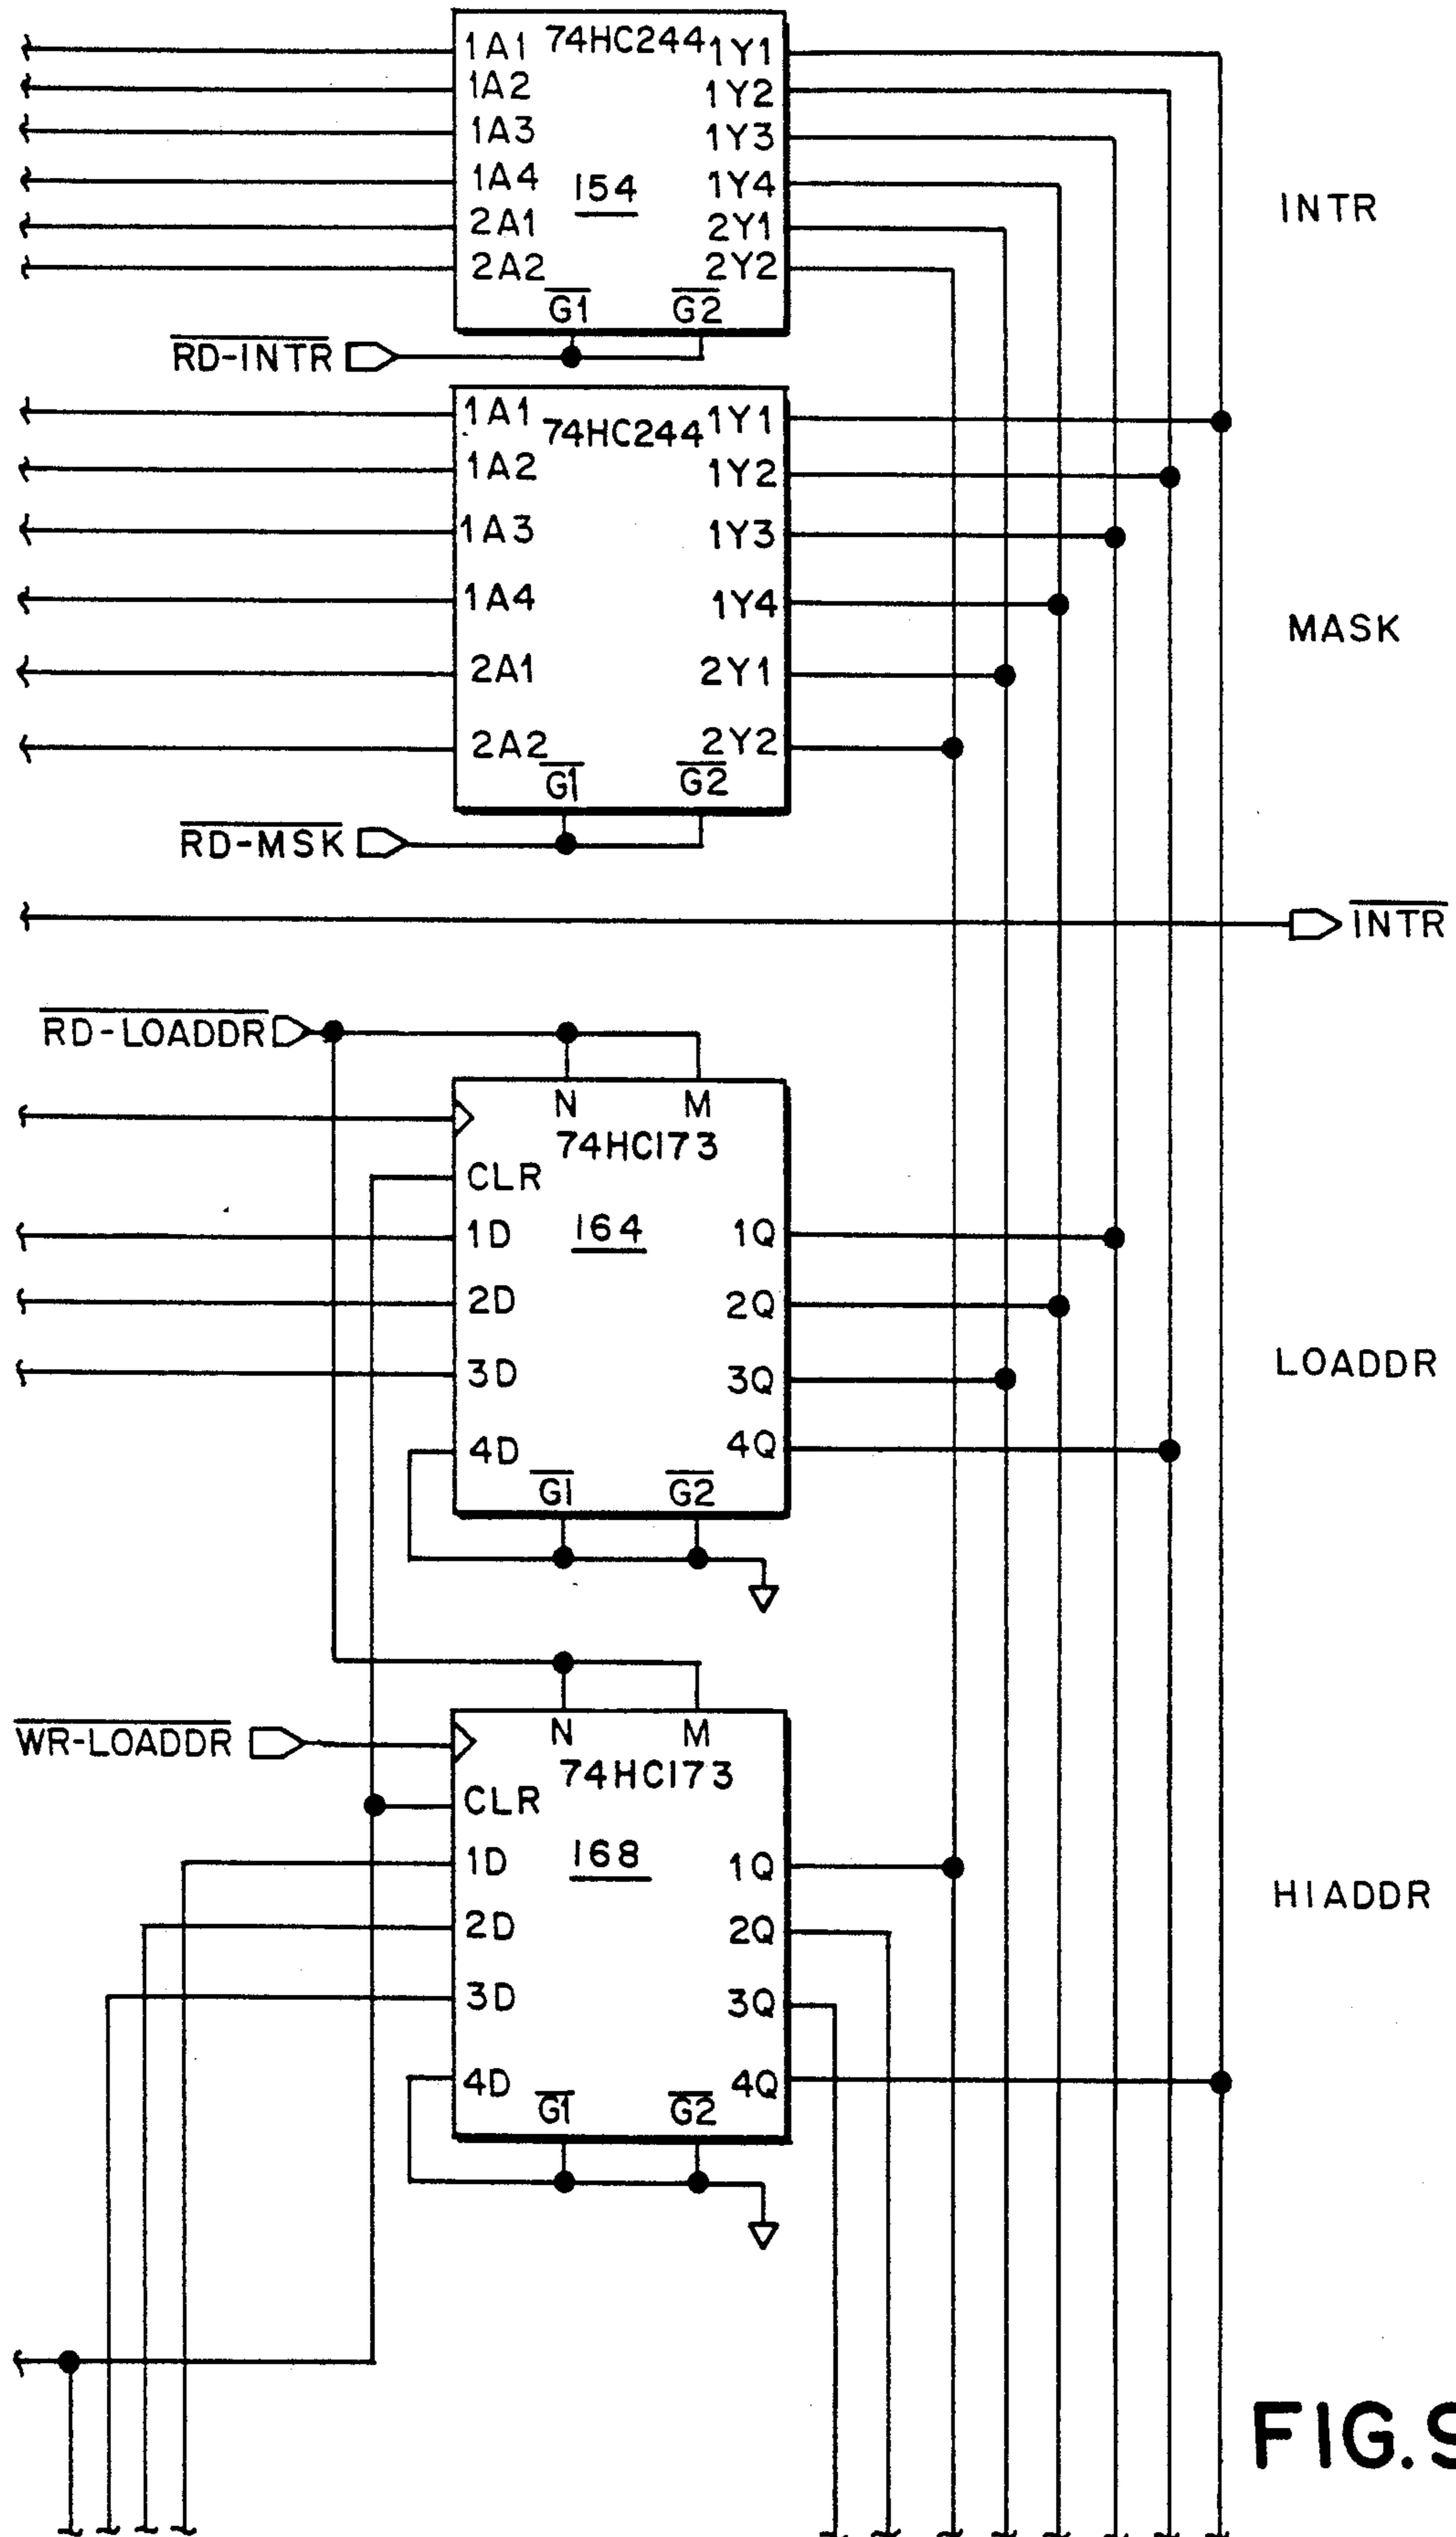 1A1 74HC244 1Y1
1A2 1Y2
1A3 1Y3
1A4 154 1Y4
INTR
2A1 2Y1
2A2 2Y2
G1 G2
RD-INTR
1A1 74HC244 1Y1
1A2 1Y2
1A3 1Y3
1A4 1Y4
MASK
2A1 2Y1
2A2 2Y2
G1 G2
RD-MSK
INTR
RD-LOADDR
N M
74HC173
CLR
1D 164 1Q
2D 2Q
3D 3Q
LOADDR
4D 4Q
G1 G2
WR-LOADDR
N M
74HC173
CLR
1D 168 1Q
HIADDR
2D 2Q
3D 3Q
4D 4Q
G1 G2
FIG.